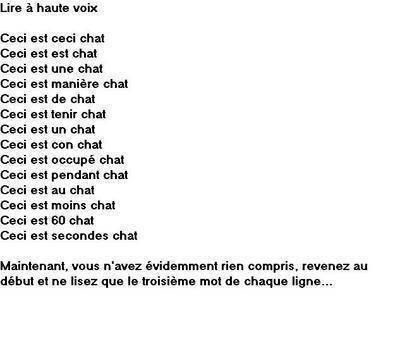 Lire à haute voix
Ceci est ceci chat
Ceci est est chat
Ceci est une chat
Ceci est manière chat
Ceci est de chat
Ceci est tenir chat
Ceci est un chat
Ceci est con chat
Ceci est occupé chat
Ceci est pendant chat
Ceci est au chat
Ceci est moins chat
Ceci est 60 chat
Ceci est secondes chat
Maintenant, vous n'avez évidemment rien compris, revenez au
début et ne lisez que le troisième mot de chaque ligne...